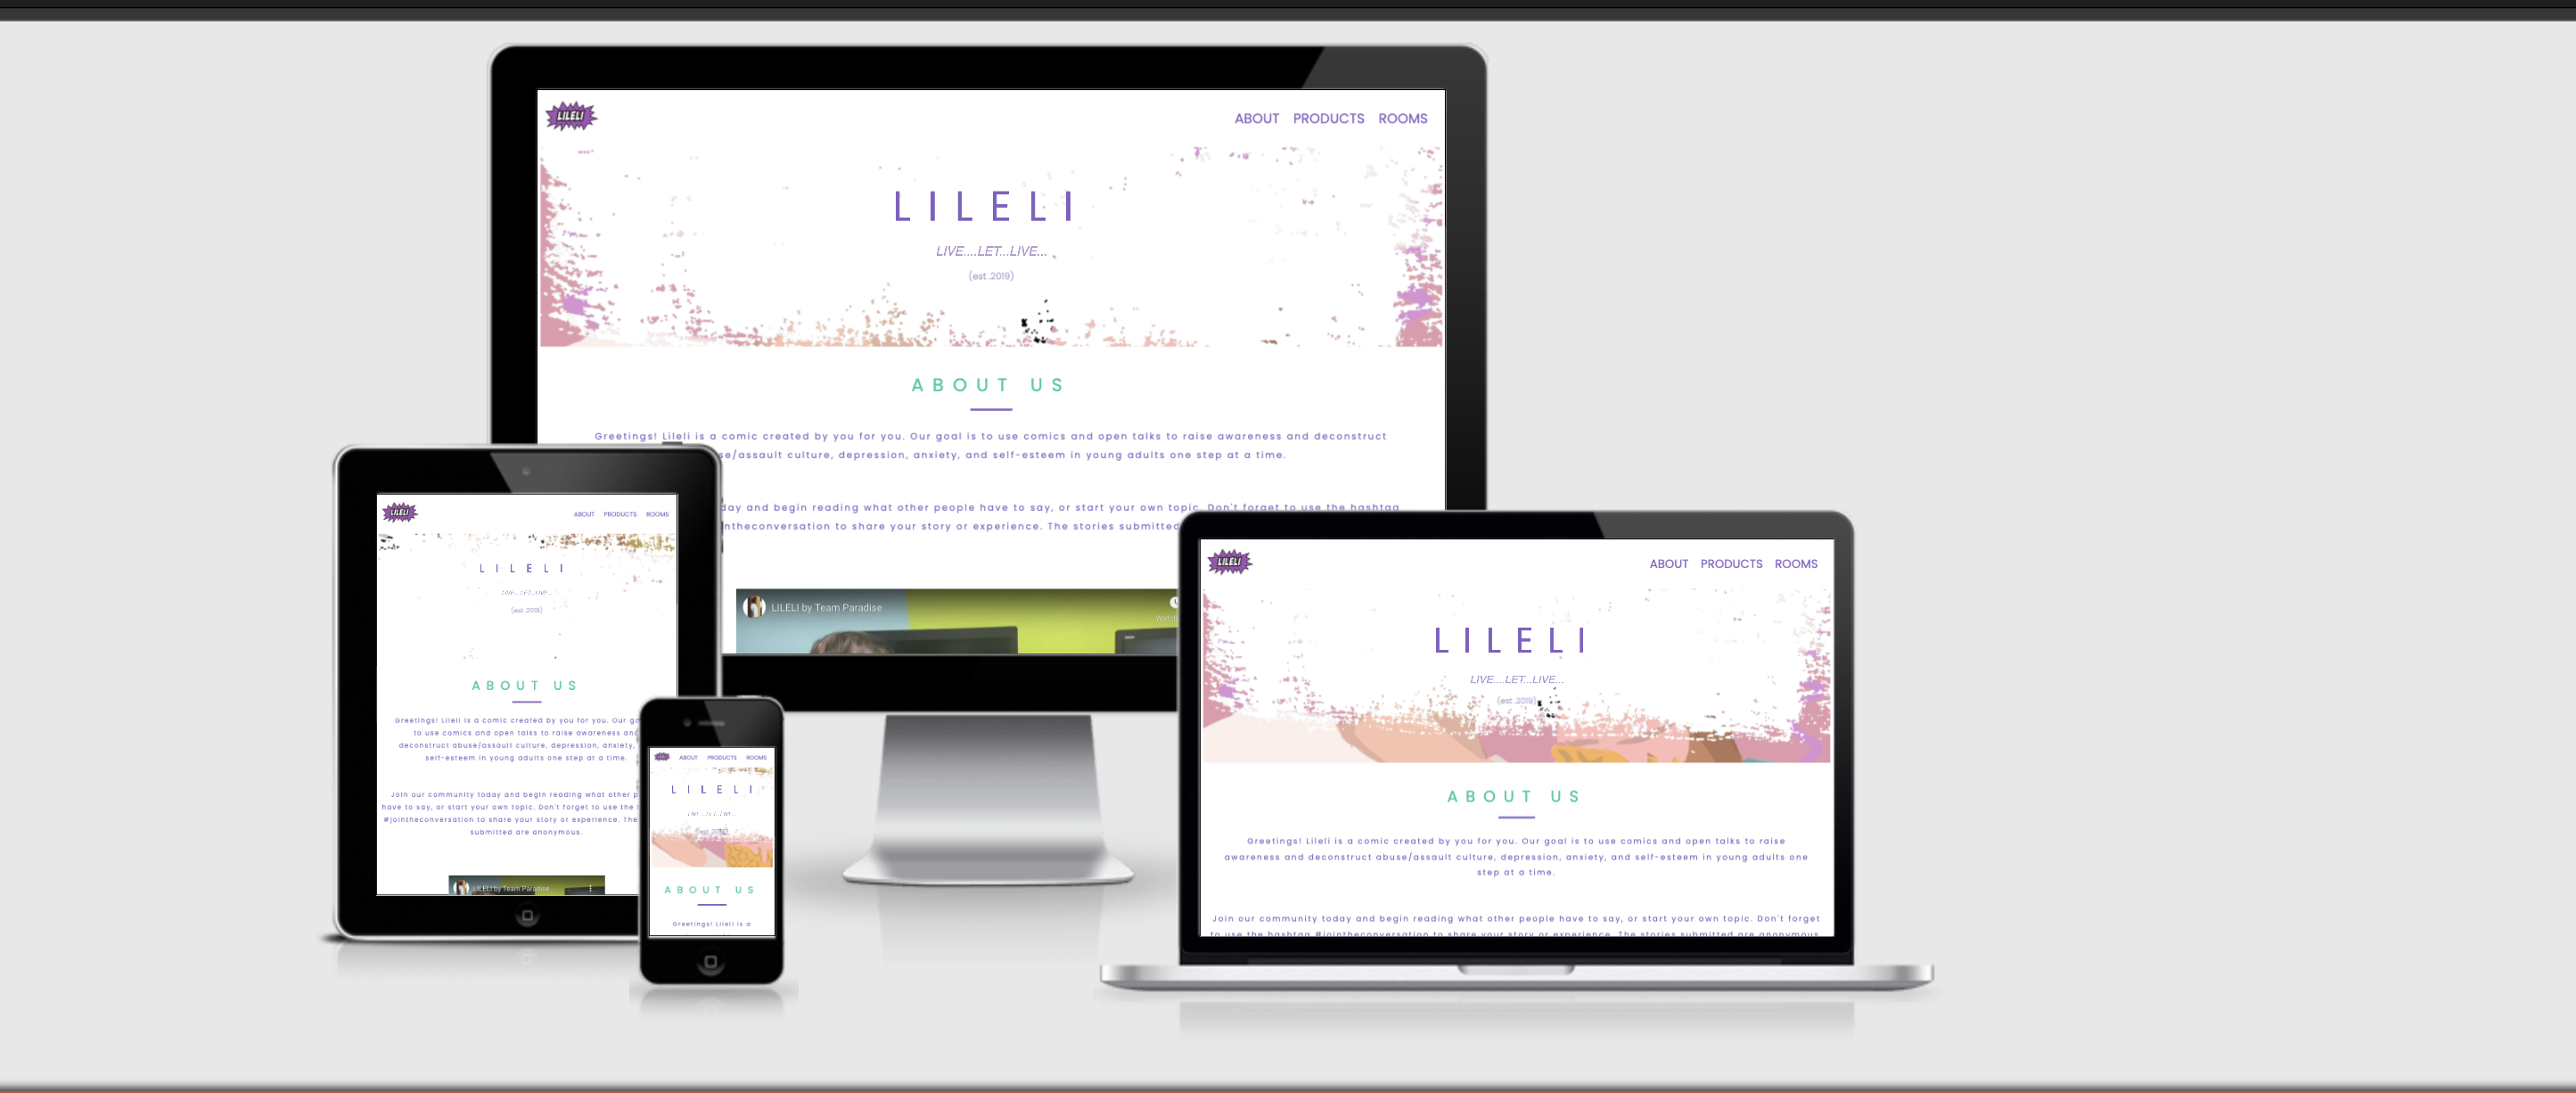 LILELI
ABOUT PRODUCTS ROOMS
LILELI
LIVE....LET...LIVE...
(est .2019)
ABOUT US
Greetings! Lileli is a comic created by you for you. Our goal is to use comics and open talks to raise awareness and deconstruct
se/assault culture, depression, anxiety, and self-esteem in young adults one step at a time.
day and begin reading what other people have to say, or start your own topic. Don't forget to use the hashtag
ntheconversation to share your story or experience. The stories submitted
LILELI by Team Paradise
Watch
LILELI
ABOUT PRODUCTS ROOMS
LILELI
(est .2019)
ABOUT US
Greetings! Lileli is a comic created by you for you. Our go
to use comics and open talks to raise awareness and
deconstruct abuse/assault culture, depression, anxiety,
self-esteem in young adults one step at a time.
Join our community today and begin reading what other p
have to say, or start your own topic. Don't forget to use the
#jointheconversation to share your story or experience. The
submitted are anonymous.
LILELI by Team Paradise
ABOUT PRODUCTS ROOMS
LILELI
ABOUT US
Greetings! Lileli is a
LILELI
ABOUT PRODUCTS ROOMS
LILELI
LIVE....LET...LIVE...
(est .2019)
ABOUT US
Greetings! Lileli is a comic created by you for you. Our goal is to use comics and open talks to raise
awareness and deconstruct abuse/assault culture, depression, anxiety, and self-esteem in young adults one
step at a time.
Join our community today and begin reading what other people have to say, or start your own topic. Don't forget
to use the hashtag #jointheconversation to share your story or experience. The stories submitted are anonymous.